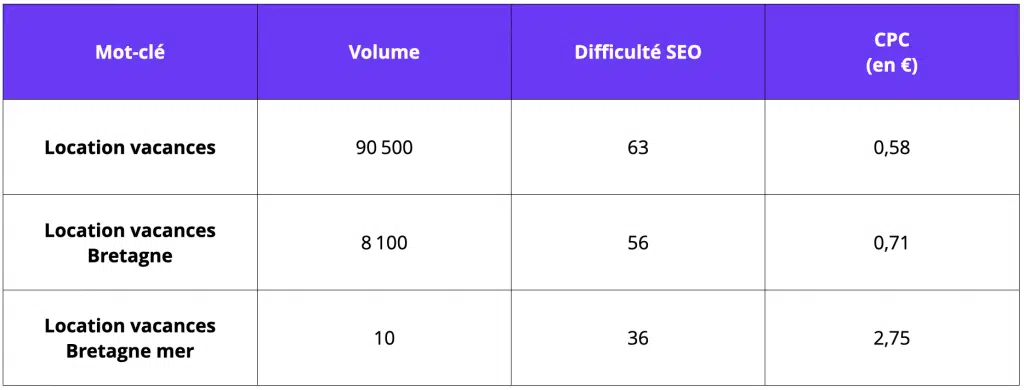 Mot-clé Volume Difficulté SEO CPC
(en €)
Location vacances 90 500 63 0,58
Location vacances
Bretagne 8 100 56 0,71
Location vacances
Bretagne mer 10 36 2,75